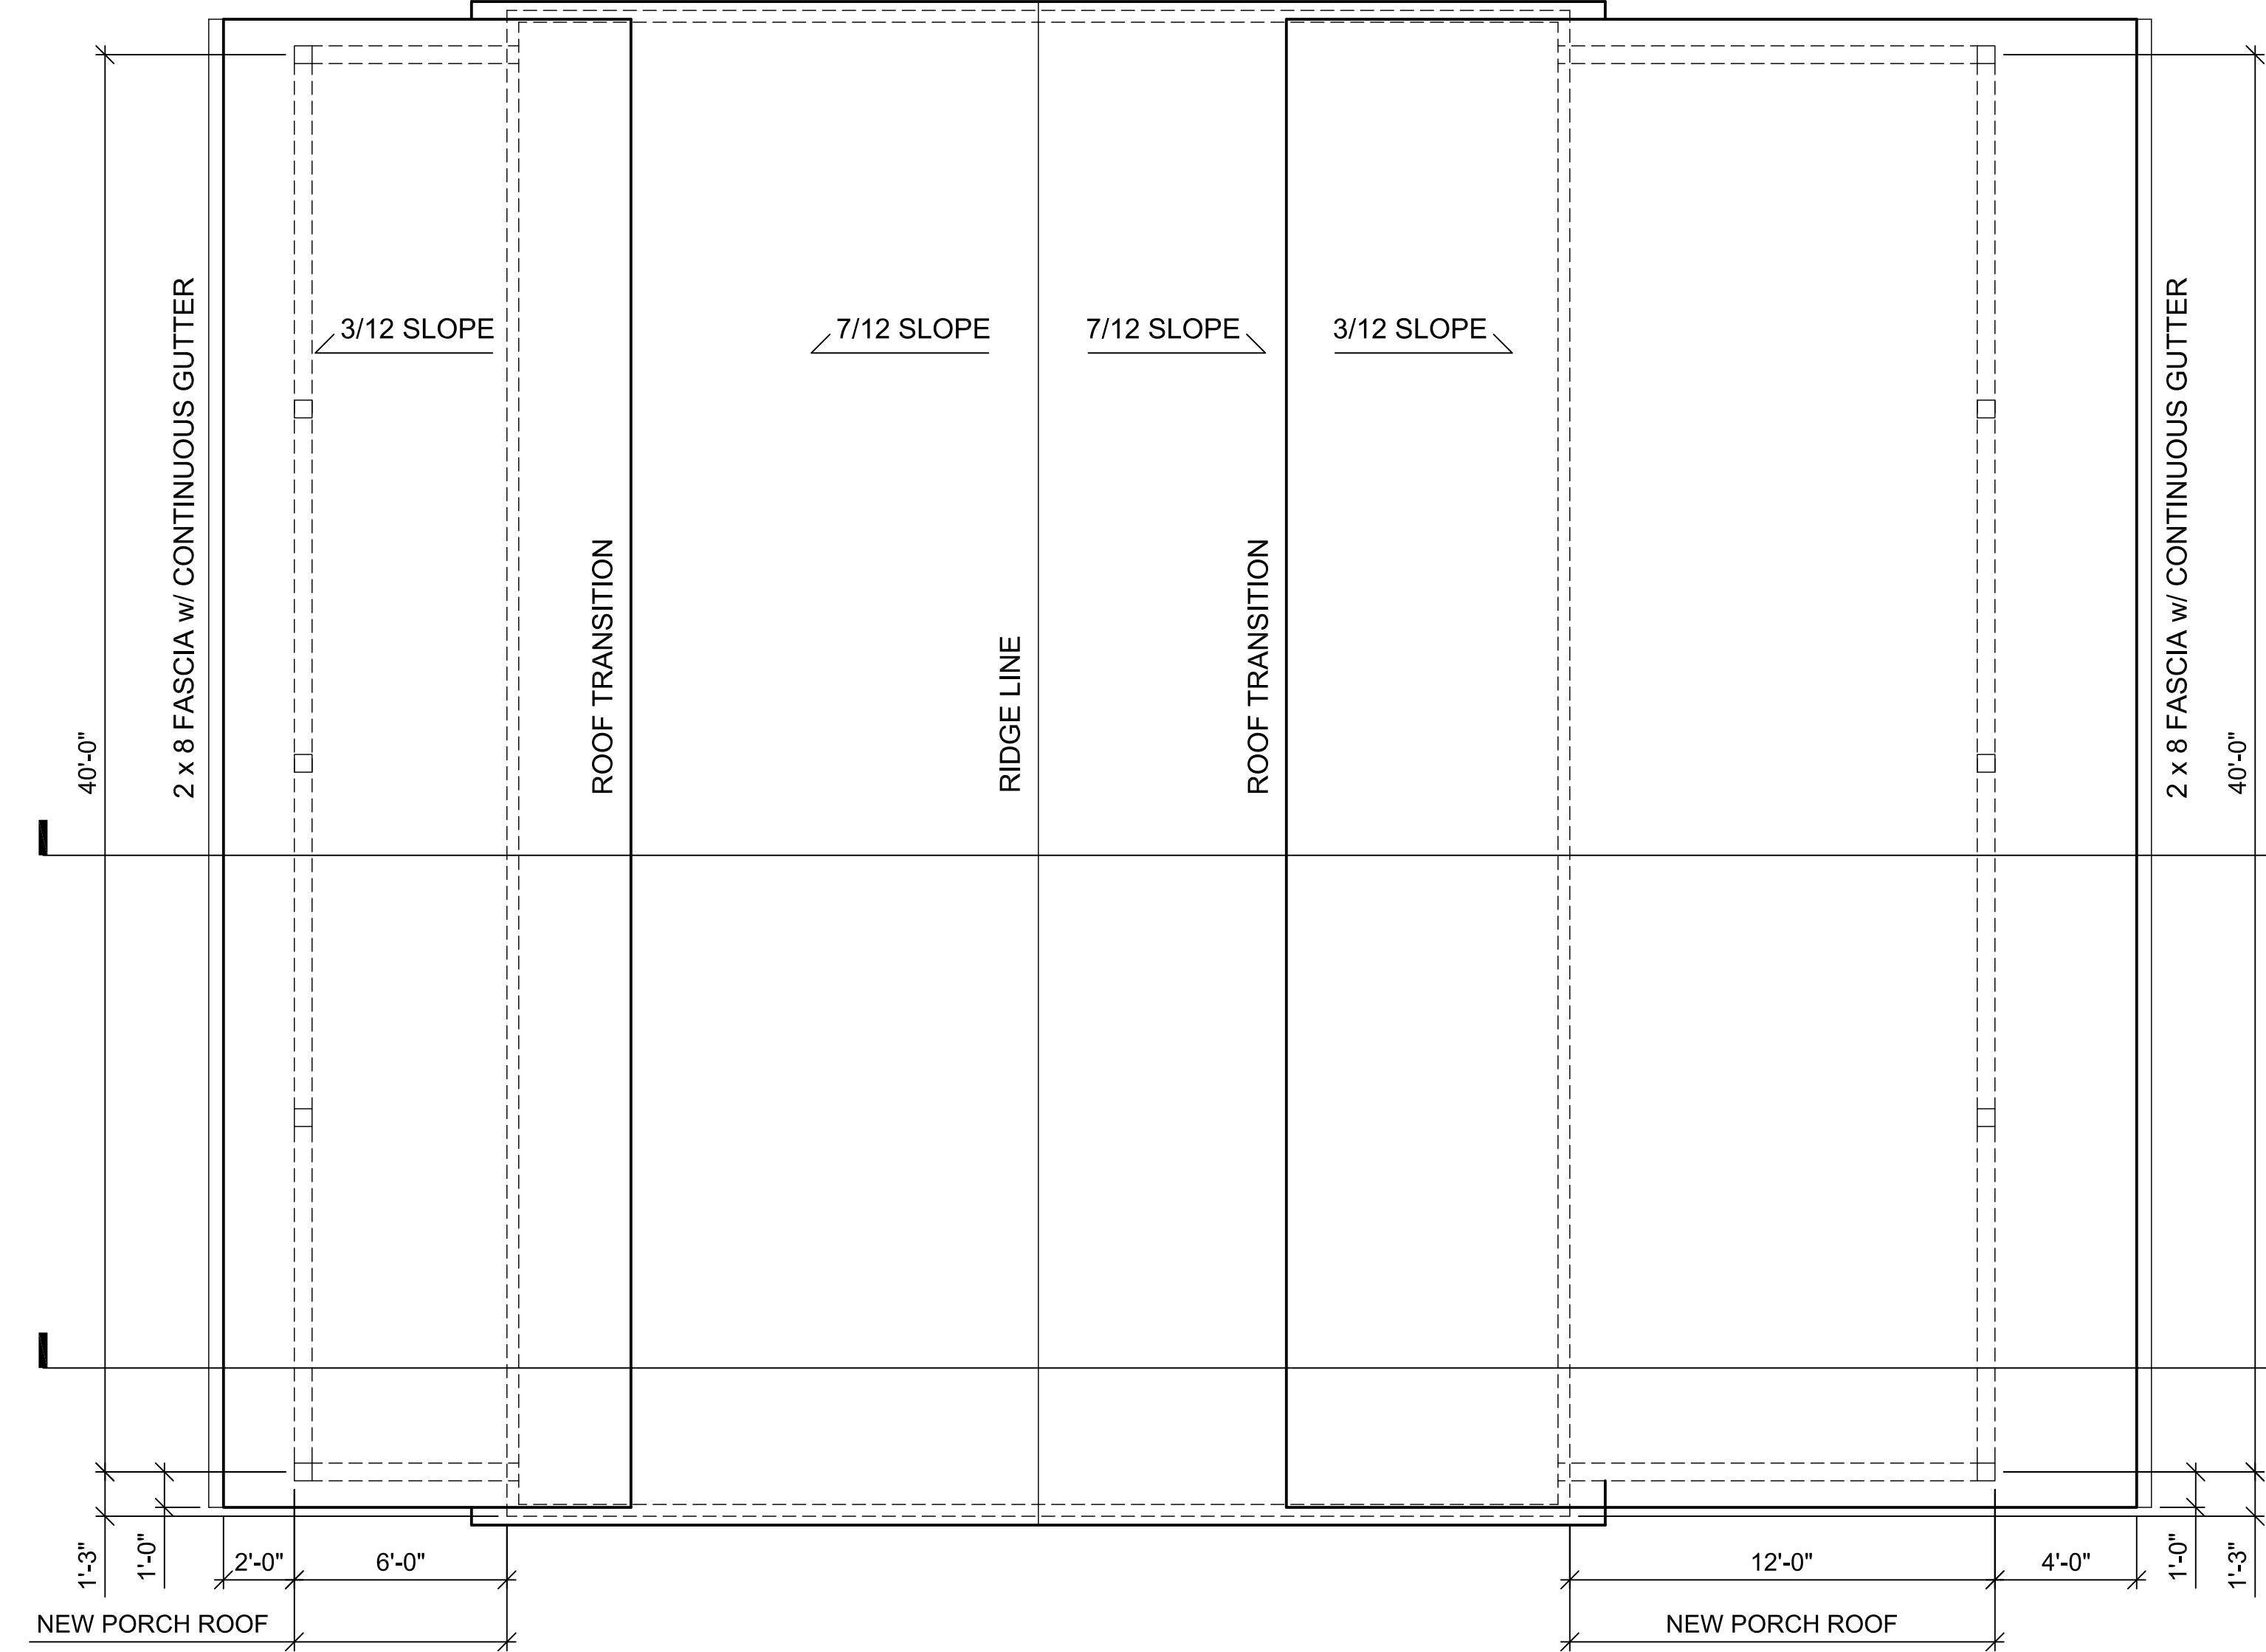 3/12 SLOPE
7/12 SLOPE
7/12 SLOPE
3/12 SLOPE
40'-0"
2 x 8 FASCIA w/ CONTINUOUS GUTTER
ROOF TRANSITION
RIDGE LINE
ROOF TRANSITION
2 x 8 FASCIA w/ CONTINUOUS GUTTER
40'-0"
1'-3"
1'-0"
2'-0"
6'-0"
12'-0"
4'-0"
1'-0"
1'-3"
NEW PORCH ROOF
NEW PORCH ROOF